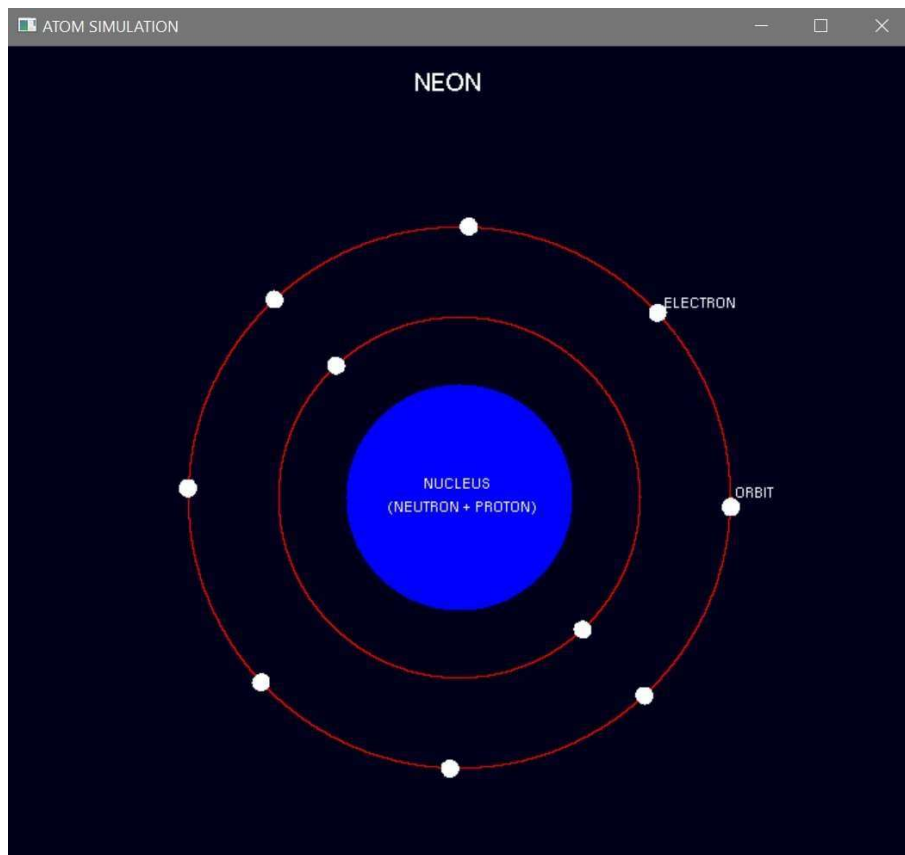 ATOM SIMULATION
NEON
ELECTRON
NUCLEUS
(NEUTRON + PROTON)
ORBIT